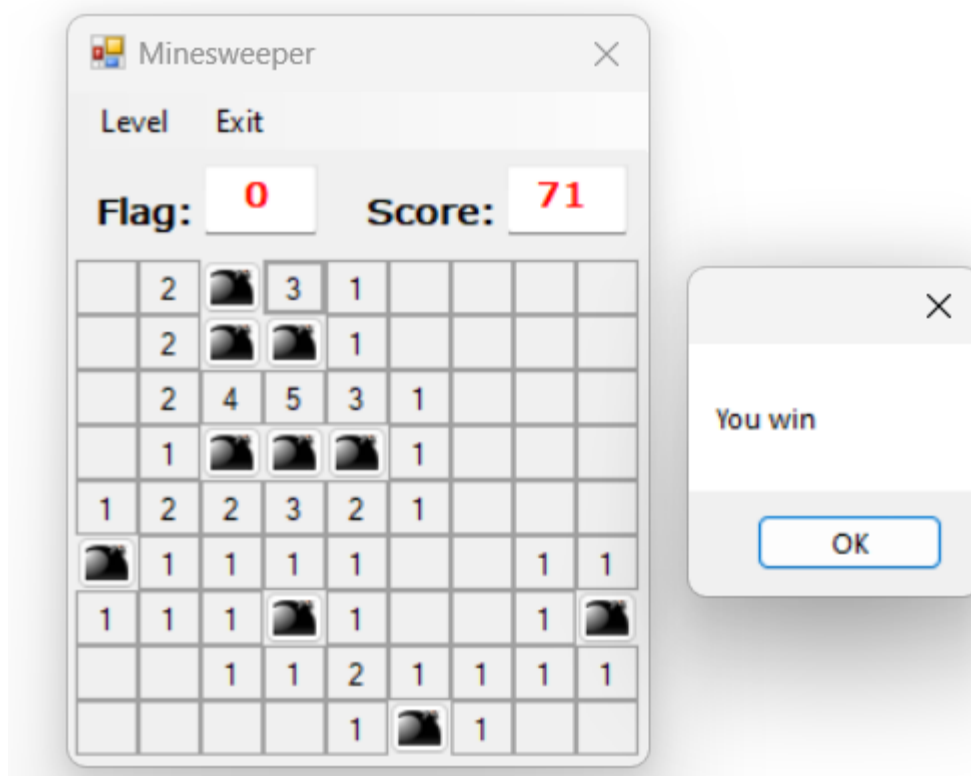 Minesweeper
Level Exit
Flag: 0 Score: 71
2 3 1
2 1
2 4 5 3 1
1 1
1 2 2 3 2 1
1 1 1 1 1 1
1 1 1 1 1
1 1 2 1 1 1 1
1 1
You win
OK